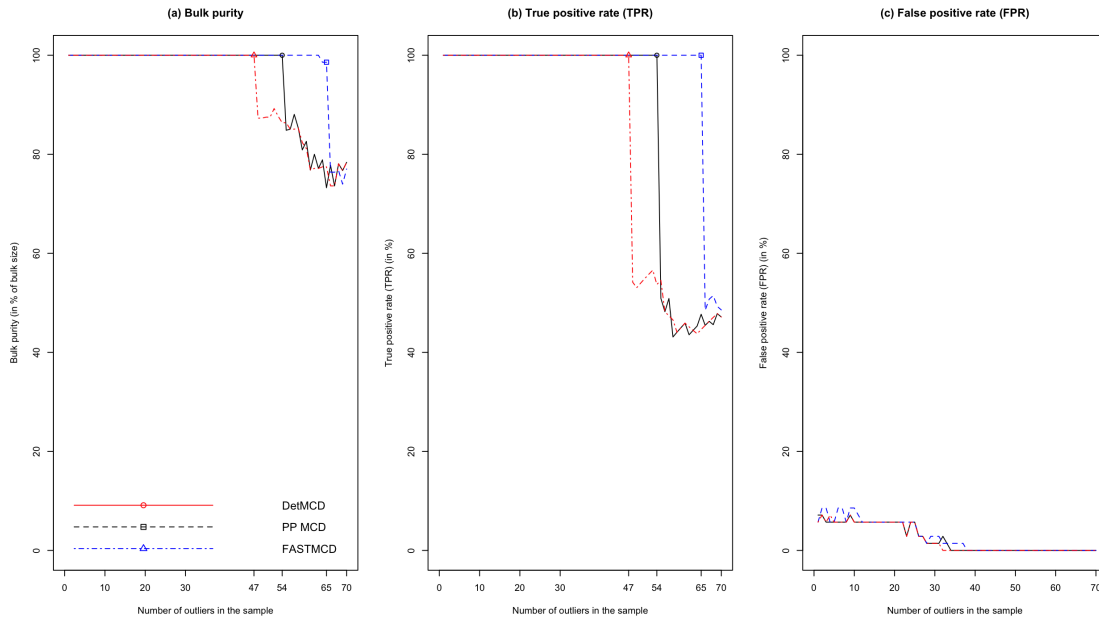 (a) Bulk purity
Bulk purity (in % of bulk size)
100
80
60
40
20
0
DetMCD
PP MCD
FASTMCD
0 10 20 30 47 54 65 70
Number of outliers in the sample
(b) True positive rate (TPR)
True positive rate (TPR) (in %)
100
80
60
40
20
0
0 10 20 30 47 54 65 70
Number of outliers in the sample
(c) False positive rate (FPR)
False positive rate (FPR) (in %)
100
80
60
40
20
0
0 10 20 30 40 50 60 70
Number of outliers in the sample